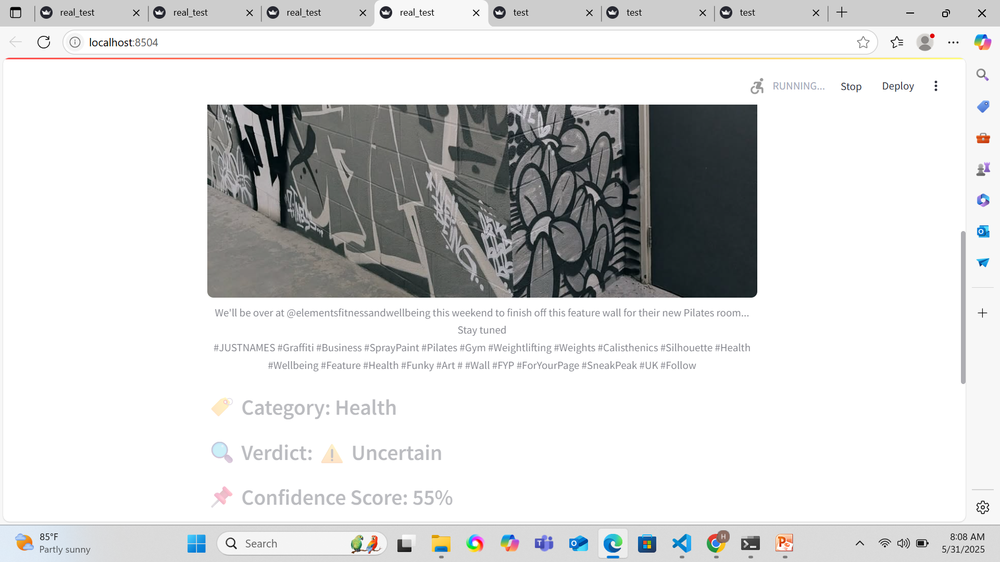 real_test
real_test
real_test
real_test
test
test
test
localhost:8504
RUNNING...
Stop
Deploy
We'll be over at @elementsfitnessandwellbeing this weekend to finish off this feature wall for their new Pilates room...
Stay tuned
#JUSTNAMES #Graffiti #Business #SprayPaint #Pilates #Gym #Weightlifting #Weights #Calisthenics #Silhouette #Health
#Wellbeing #Feature #Health #Funky #Art # #Wall #FYP #ForYourPage #SneakPeak #UK #Follow
Category: Health
Verdict: ⚠️ Uncertain
Confidence Score: 55%
85°F
Partly sunny
Search
H
8:08 AM
5/31/2025